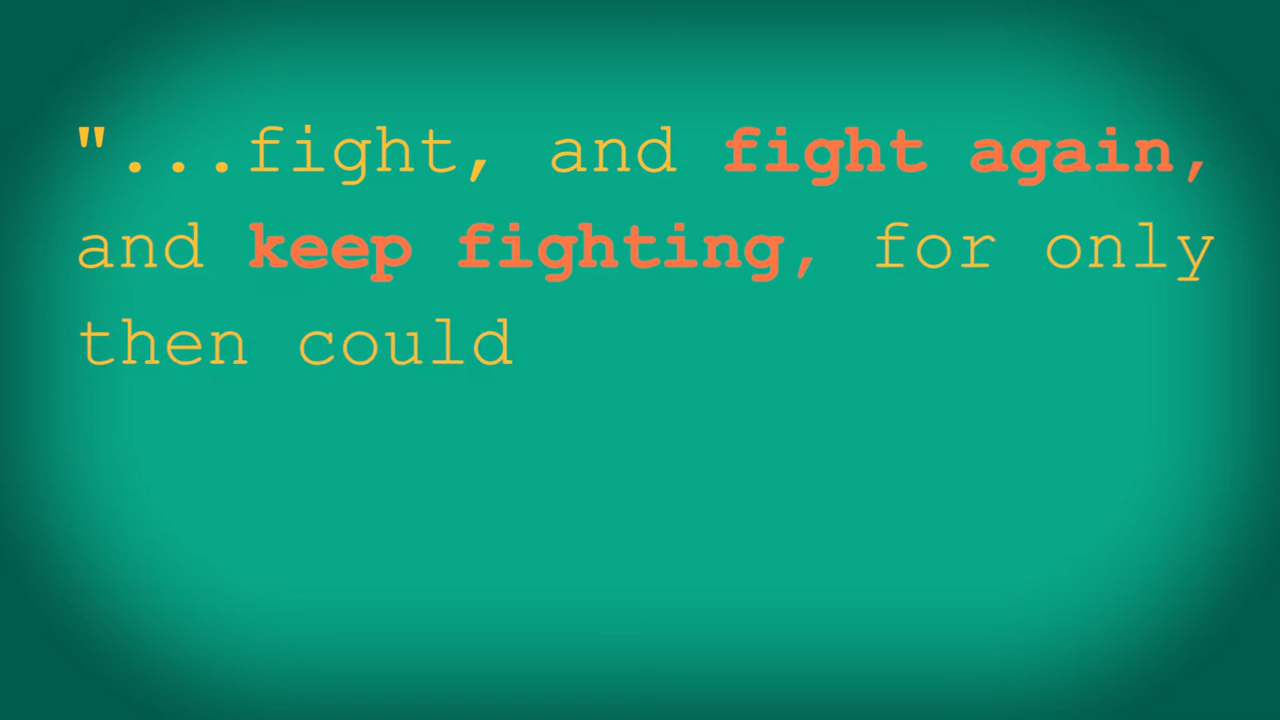 "...fight, and fight again,
and keep fighting, for only
then could